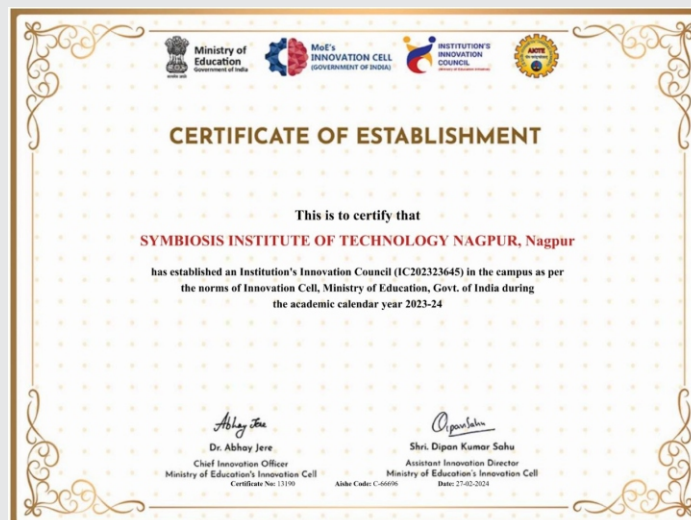 Ministry of
Education
Government of India
MoE's
INNOVATION CELL
(GOVERNMENT OF INDIA)
INSTITUTION'S
INNOVATION
COUNCIL
AICTE
CERTIFICATE OF ESTABLISHMENT
This is to certify that
SYMBIOSIS INSTITUTE OF TECHNOLOGY NAGPUR, Nagpur
has established an Institution's Innovation Council (IC202323645) in the campus as per
the norms of Innovation Cell, Ministry of Education, Govt. of India during
the academic calendar year 2023-24
Abhay Jere
DipanSahu
Dr. Abhay Jere
Shri. Dipan Kumar Sahu
Chief Innovation Officer
Assistant Innovation Director
Ministry of Education's Innovation Cell
Ministry of Education's Innovation Cell
Certificate No: 13190 Aishe Code: C-66696 Date: 27-02-2024